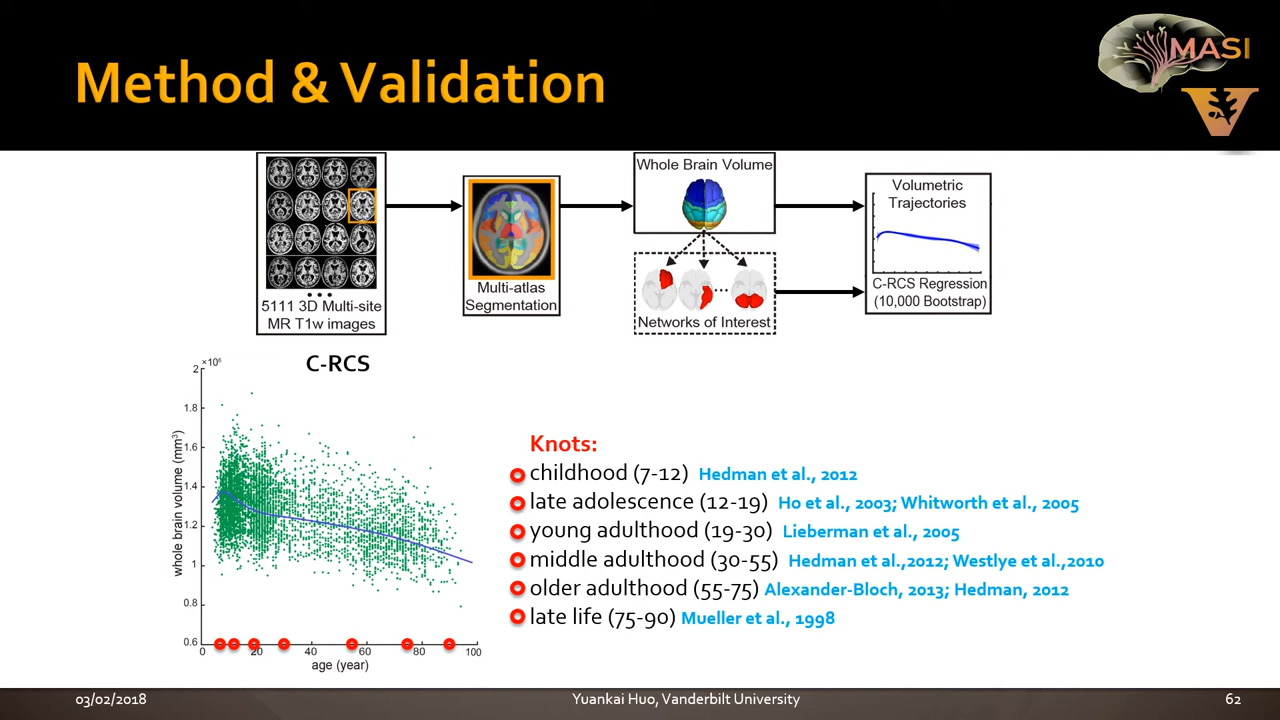 Method & Validation
MASI
V
5111 3D Multi-site
MR T1w images
Multi-atlas
Segmentation
Whole Brain Volume
Networks of Interest
Volumetric
Trajectories
C-RCS Regression
(10,000 Bootstrap)
C-RCS
×10⁶
2
1.8
1.6
1.4
1.2
1
0.8
0.6
whole brain volume (mm³)
0 20 40 60 80 100
age (year)
Knots:
childhood (7-12) Hedman et al., 2012
late adolescence (12-19) Ho et al., 2003; Whitworth et al., 2005
young adulthood (19-30) Lieberman et al., 2005
middle adulthood (30-55) Hedman et al.,2012; Westlye et al.,2010
older adulthood (55-75) Alexander-Bloch, 2013; Hedman, 2012
late life (75-90) Mueller et al., 1998
03/02/2018
Yuankai Huo, Vanderbilt University
62